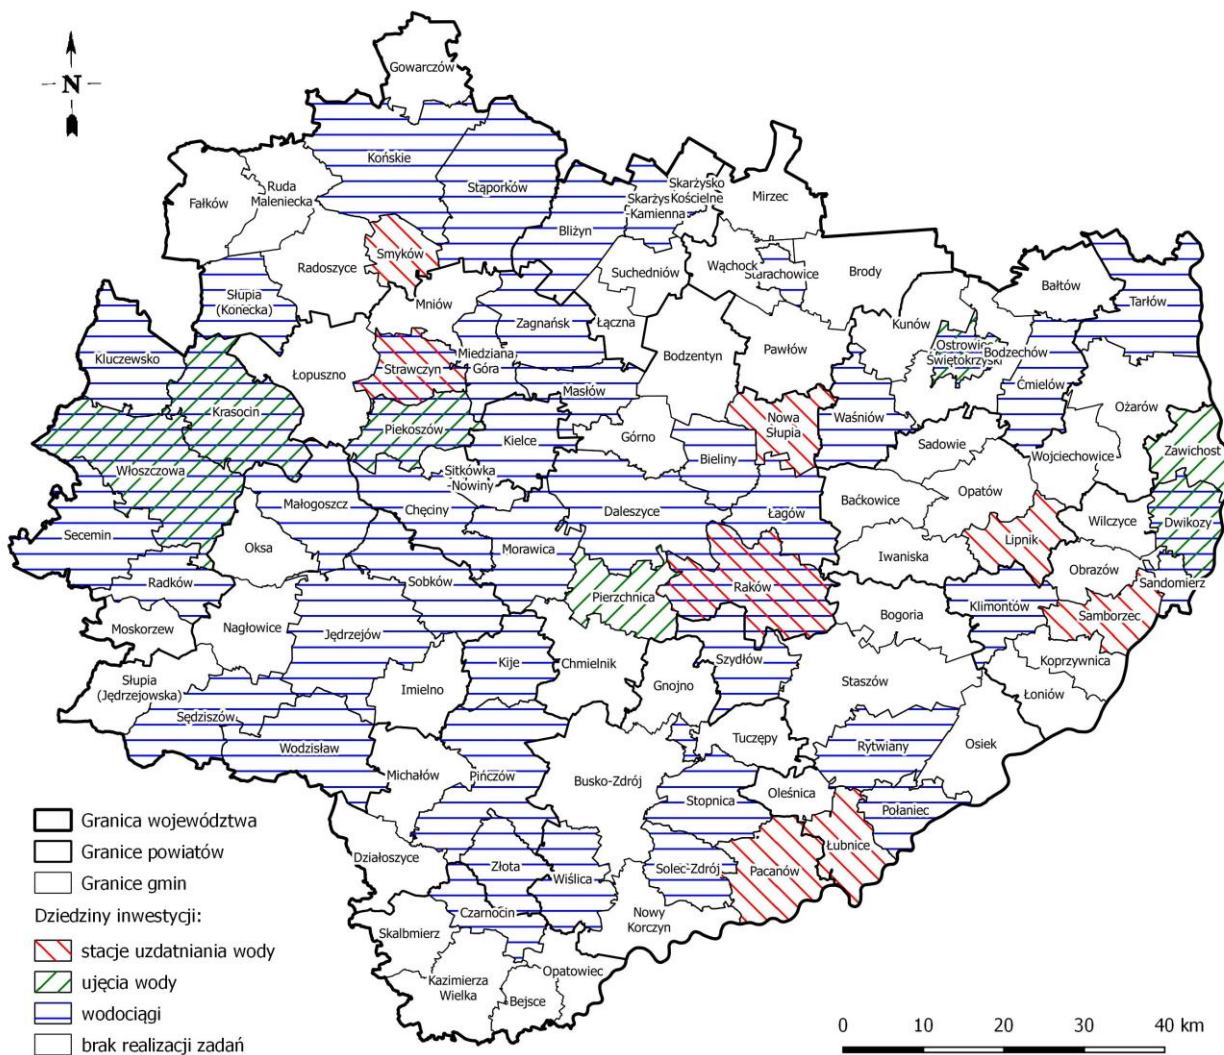 Gowarczów
N
Końskie
Stąporków
Skarżysko
Kościelne
Skarżys
-Kamienna
Mirzec
Fałków
Ruda
Maleniecka
Bliżyn
Smyków
Radoszyce
Suchedniów
Wąchock
Starachowice
Brody
Bałtów
Tarłów
Słupia
(Konecka)
Mniów
Zagnańsk
Łączna
Bodzentyn
Pawłów
Kunów
Ostrowiec
Świętokrzyski
Bodzechów
Kluczewsko
Łopuszno
Strawczyn
Miedziana
Góra
Masłów
Ćmielów
Ożarów
Krasocin
Piekoszów
Kielce
Górno
Nowa
Słupia
Waśniów
Sadowie
Wojciechowice
Zawichost
Włoszczowa
Sitkówka
-Nowiny
Bieliny
Baćkowice
Opatów
Małogoszcz
Chęciny
Daleszyce
Łagów
Wilczyce
Dwikozy
Secemin
Oksa
Morawica
Iwaniska
Lipnik
Obrazów
Sandomierz
Radków
Sobków
Pierzchnica
Raków
Klimontów
Samborzec
Moskorzew
Nagłowice
Jędrzejów
Bogoria
Koprzywnica
Słupia
(Jędrzejowska)
Imielno
Kije
Chmielnik
Gnojno
Szydłów
Staszów
Łoniów
Sędziszów
Wodzisław
Michałów
Pińczów
Busko-Zdrój
Tuczępy
Rytwiany
Osiek
Stopnica
Oleśnica
Połaniec
Działoszyce
Złota
Wiślica
Solec-Zdrój
Pacanów
Łubnice
Czarnocin
Nowy
Korczyn
Skalbmierz
Kazimierza
Wielka
Opatowiec
Bejsce
Granica województwa
Granice powiatów
Granice gmin
Dziedziny inwestycji:
stacje uzdatniania wody
ujęcia wody
wodociągi
brak realizacji zadań
0 10 20 30 40 km